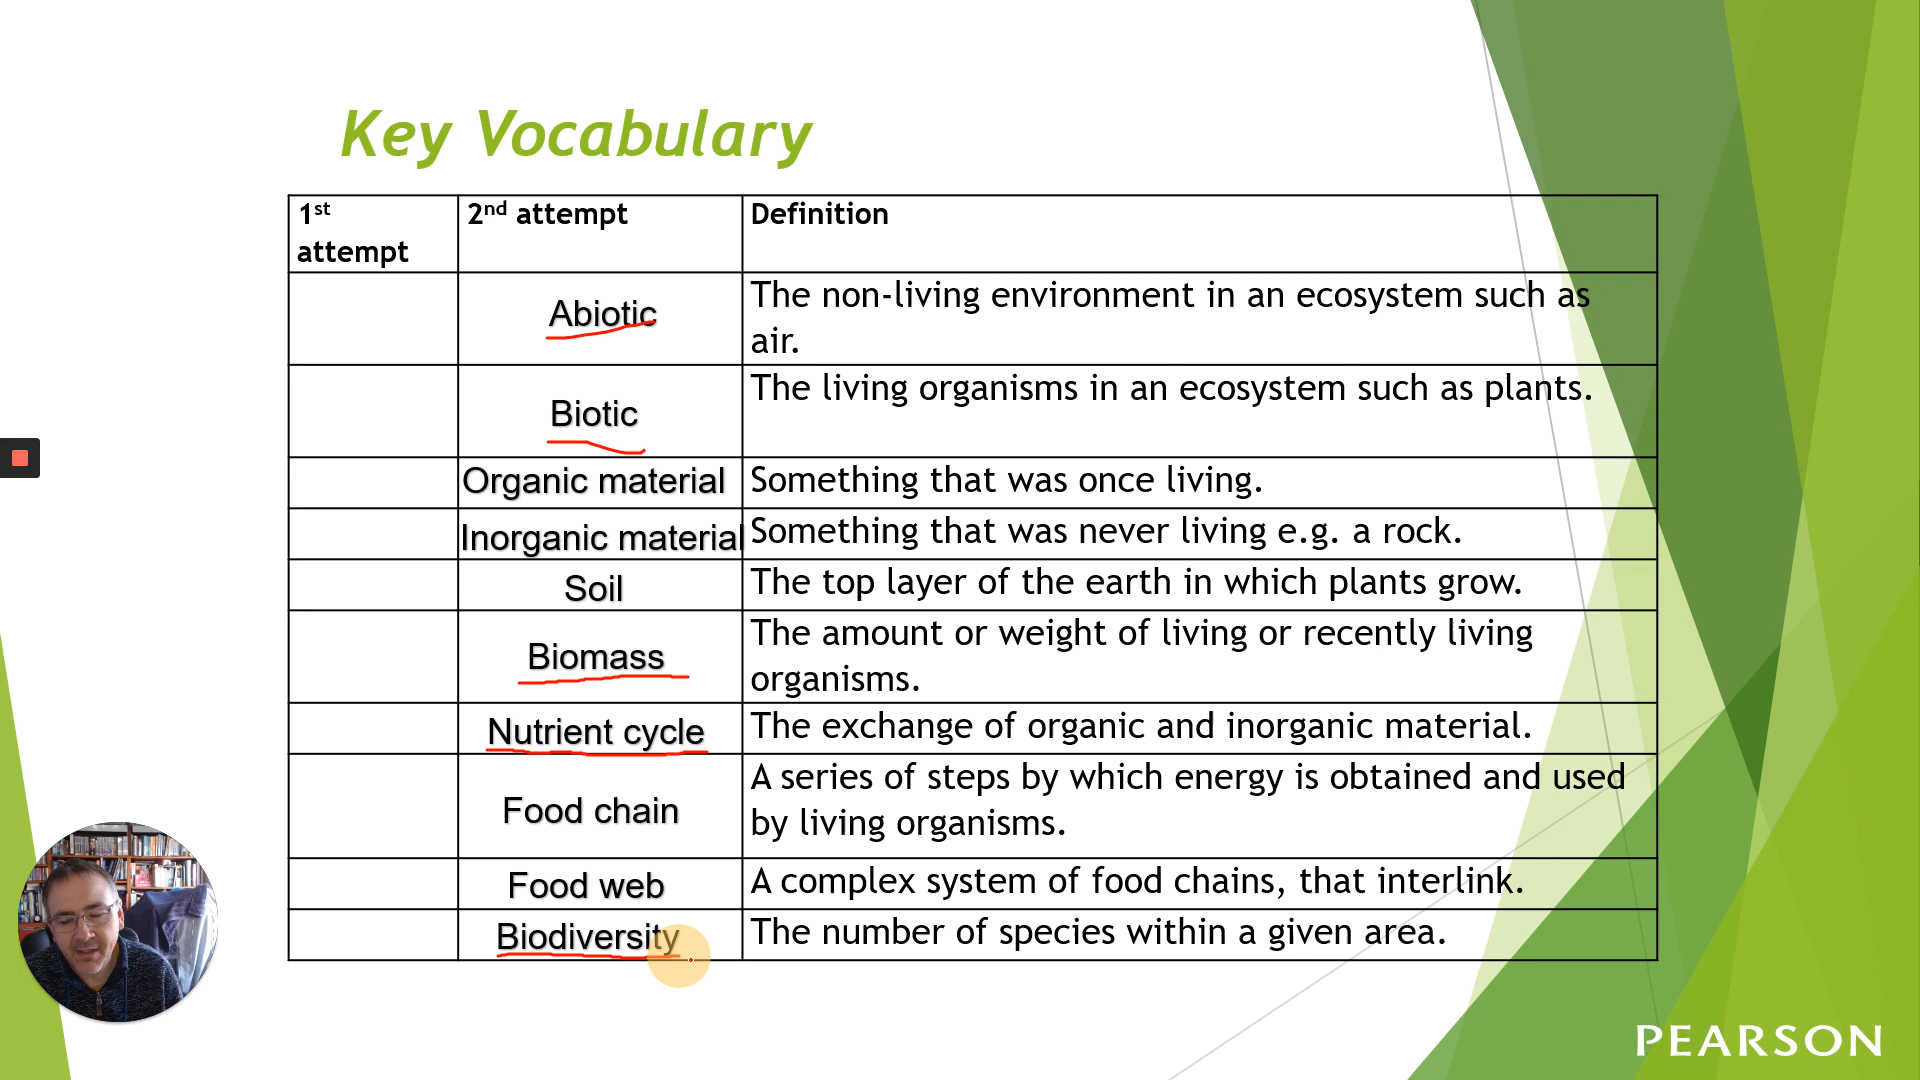 Key Vocabulary
1st
attempt
2nd attempt
Definition
Abiotic
The non-living environment in an ecosystem such as
air.
Biotic
The living organisms in an ecosystem such as plants.
Organic material
Something that was once living.
Inorganic material
Something that was never living e.g. a rock.
Soil
The top layer of the earth in which plants grow.
Biomass
The amount or weight of living or recently living
organisms.
Nutrient cycle
The exchange of organic and inorganic material.
Food chain
A series of steps by which energy is obtained and used
by living organisms.
Food web
A complex system of food chains, that interlink.
Biodiversity
The number of species within a given area.
PEARSON